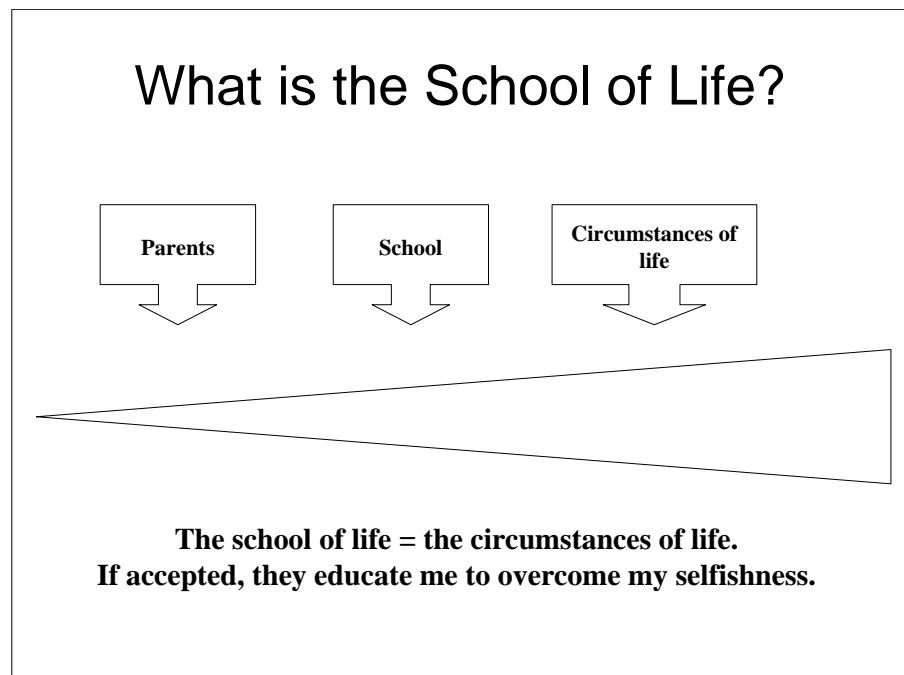 What is the School of Life?
Parents
School
Circumstances of
life
The school of life = the circumstances of life.
If accepted, they educate me to overcome my selfishness.